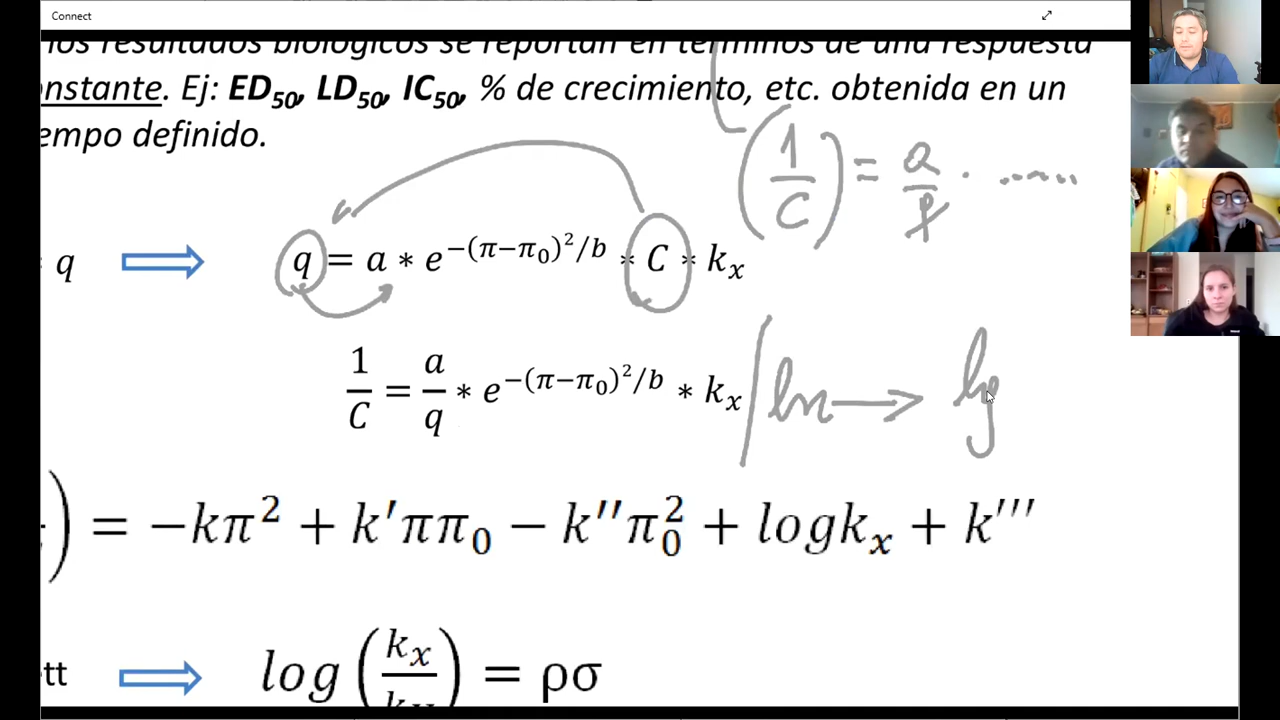 Connect
los resultados biológicos se reportan en términos de una respuesta
onstante. Ej: ED₅₀, LD₅₀, IC₅₀, % de crecimiento, etc. obtenida en un
empo definido.
(1/C) = a/q · .......
= q ⇒ q = a * e^(−(π−π₀)²/b) * C * kₓ
1/C = a/q * e^(−(π−π₀)²/b) * kₓ / ln → lg
) = −kπ² + k′ππ₀ − k″π₀² + logkₓ + k‴
tt ⇒ log(kₓ/k) = ρσ